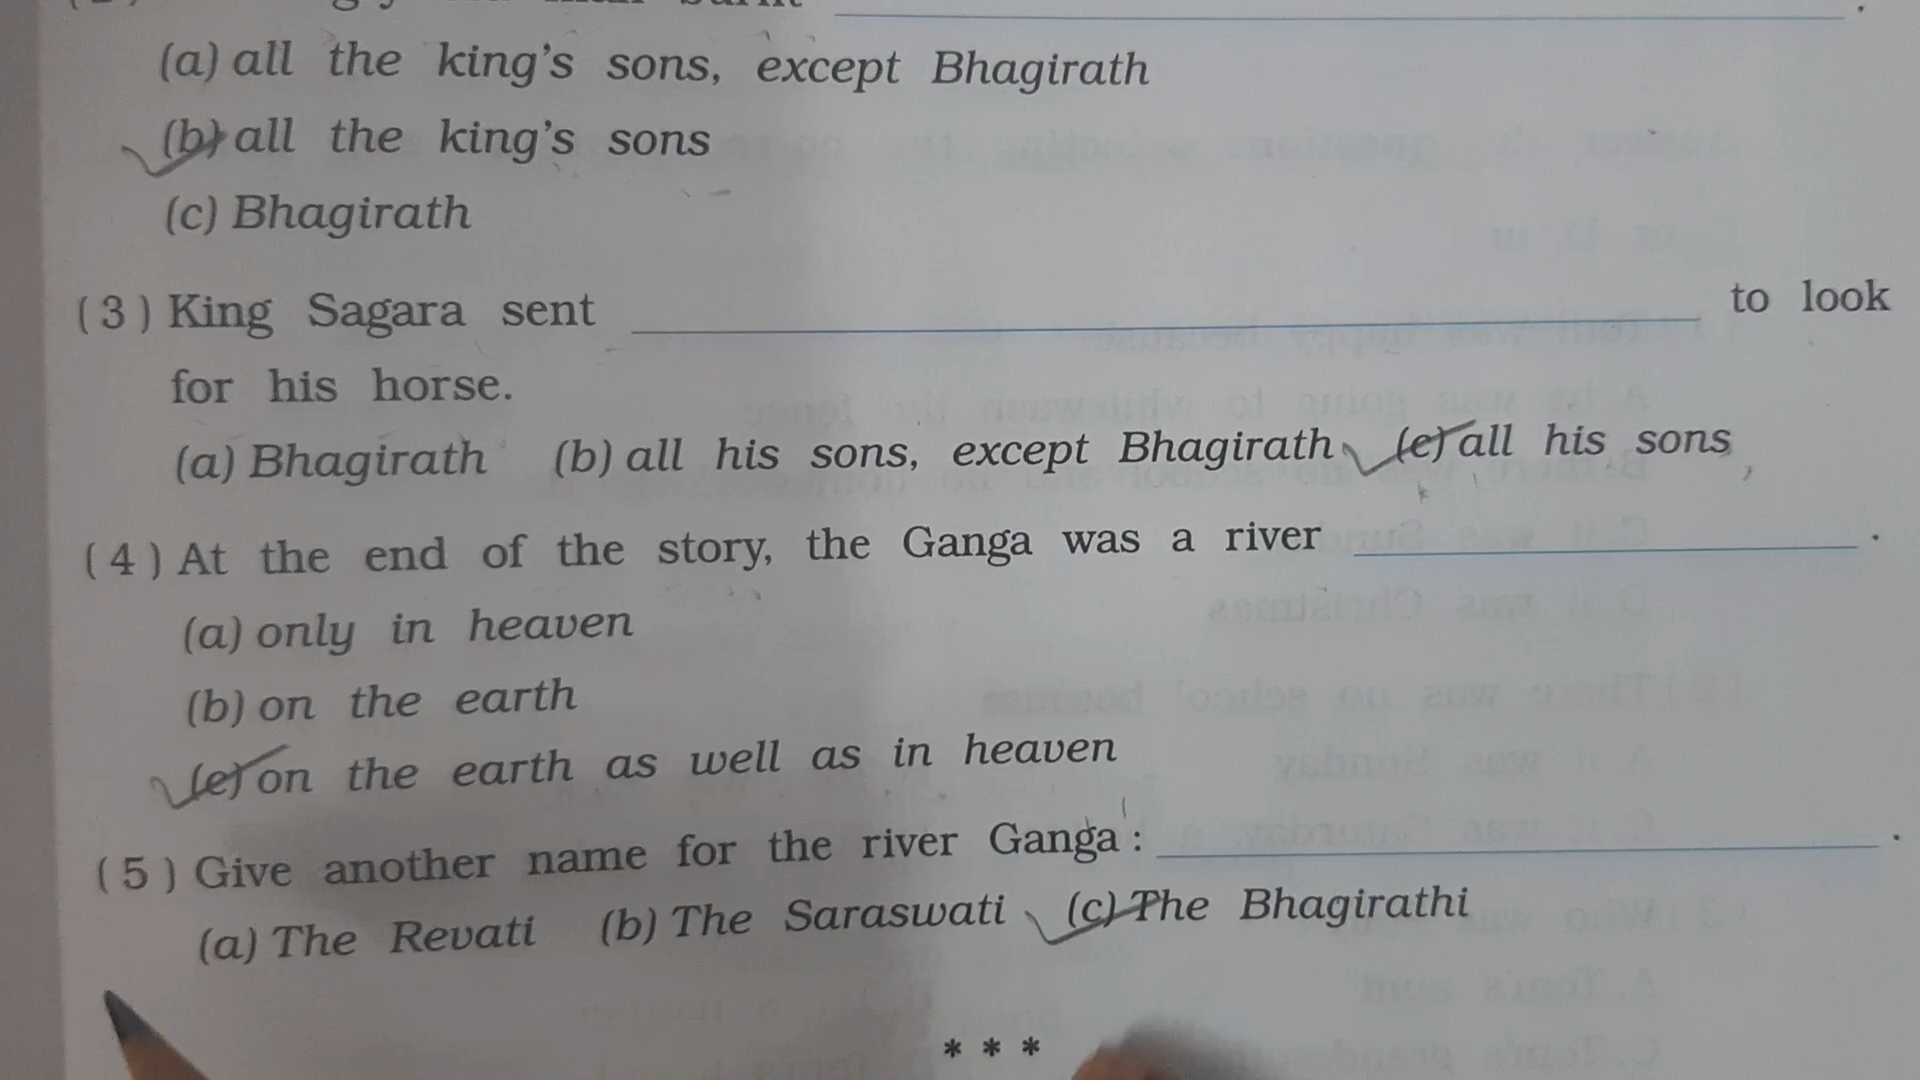 (a) all the king's sons, except Bhagirath
(b) all the king's sons
(c) Bhagirath
(3) King Sagara sent ______ to look
for his horse.
(a) Bhagirath (b) all his sons, except Bhagirath (c) all his sons
(4) At the end of the story, the Ganga was a river ______ .
(a) only in heaven
(b) on the earth
(c) on the earth as well as in heaven
(5) Give another name for the river Ganga : ______ .
(a) The Revati (b) The Saraswati (c) The Bhagirathi
* * *